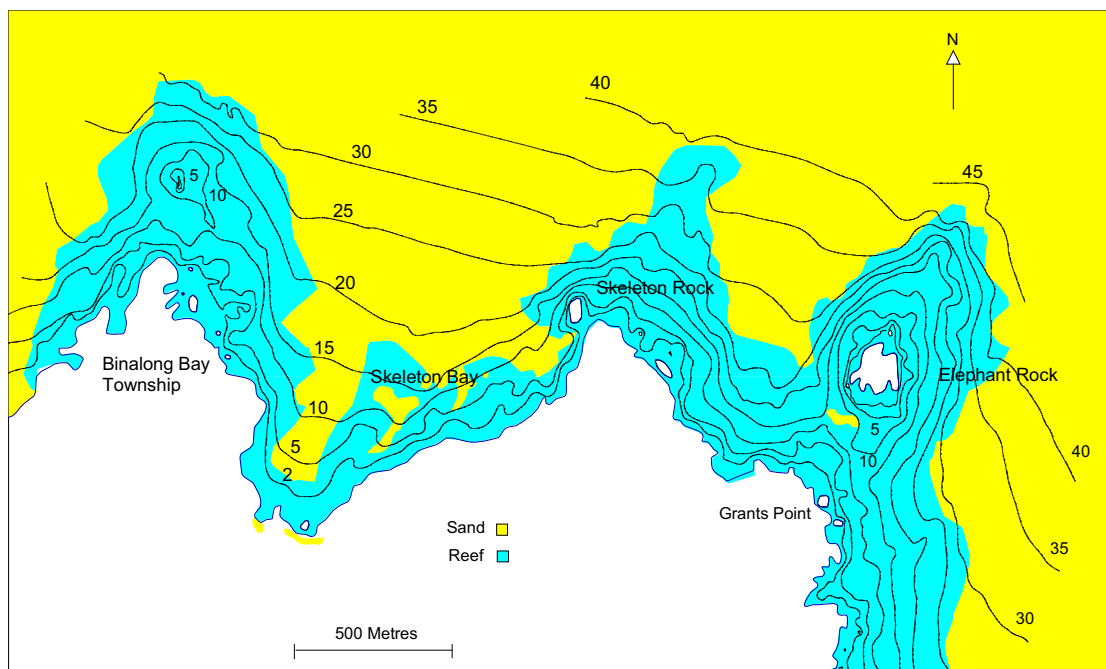 N
40
35
30
45
5
10
25
Skeleton Rock
20
15
Binalong Bay
Township
Skeleton Bay
Elephant Rock
10
5
5
10
2
40
Grants Point
Sand
Reef
35
30
500 Metres